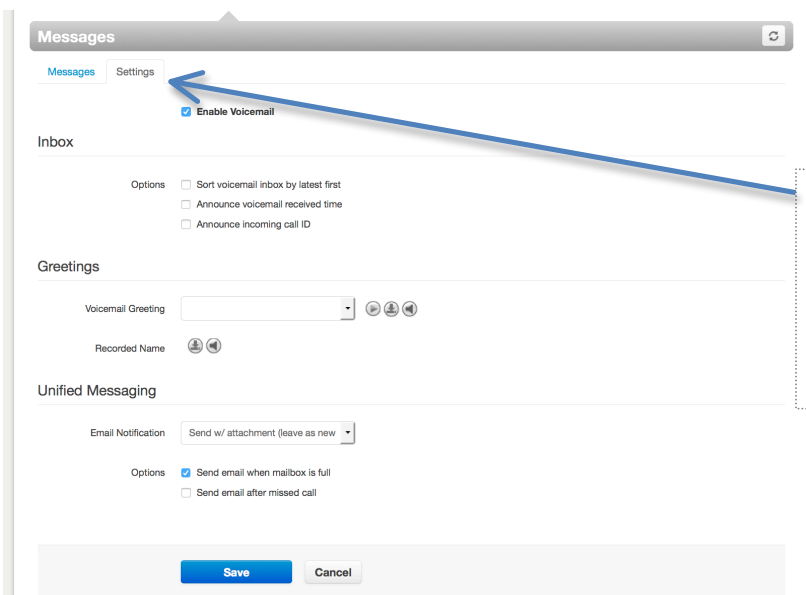 Messages
Messages Settings
Enable Voicemail
Inbox
Options Sort voicemail inbox by latest first
Announce voicemail received time
Announce incoming call ID
Greetings
Voicemail Greeting
Recorded Name
Unified Messaging
Email Notification Send w/ attachment (leave as new
Options Send email when mailbox is full
Send email after missed call
Save Cancel